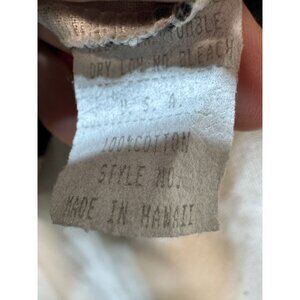 TUMBLE
DRY LOW NO BLEACH
U.S.A.
100%COTTON
STYLE NO.
MADE IN HAWAII